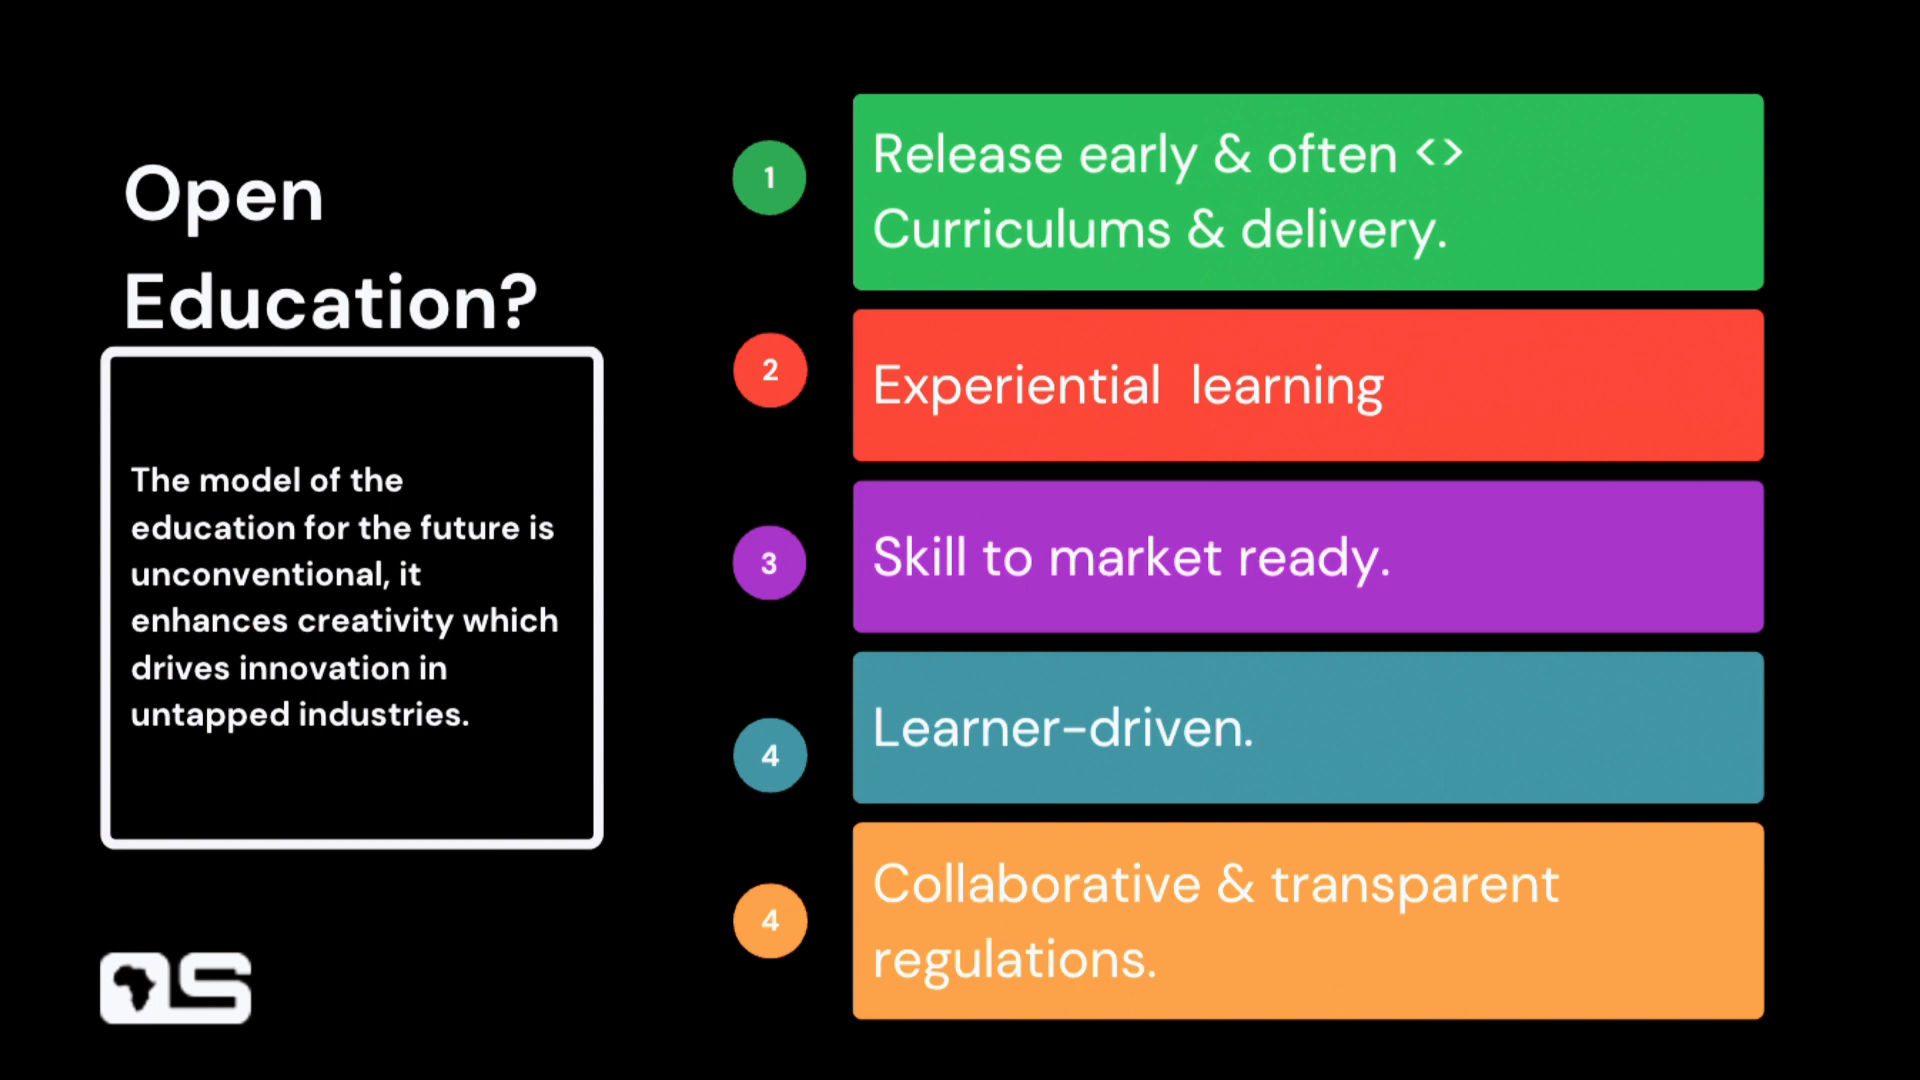 Open
Education?
The model of the
education for the future is
unconventional, it
enhances creativity which
drives innovation in
untapped industries.
1
Release early & often <>
Curriculums & delivery.
2
Experiential  learning
3
Skill to market ready.
4
Learner-driven.
4
Collaborative & transparent
regulations.